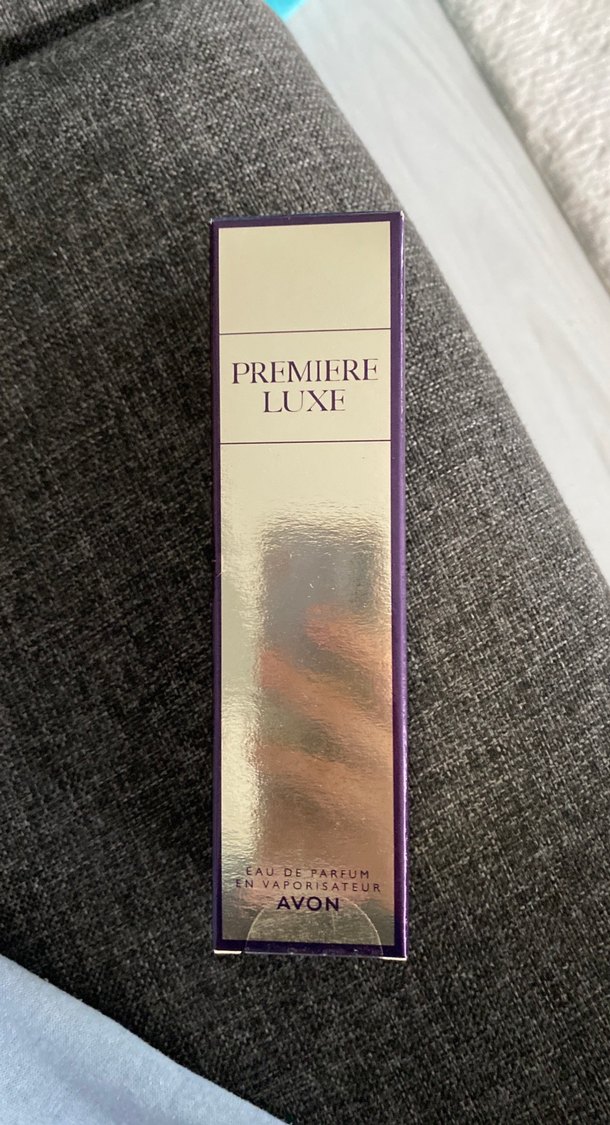 PREMIERE
LUXE
EAU DE PARFUM
EN VAPORISATEUR
AVON